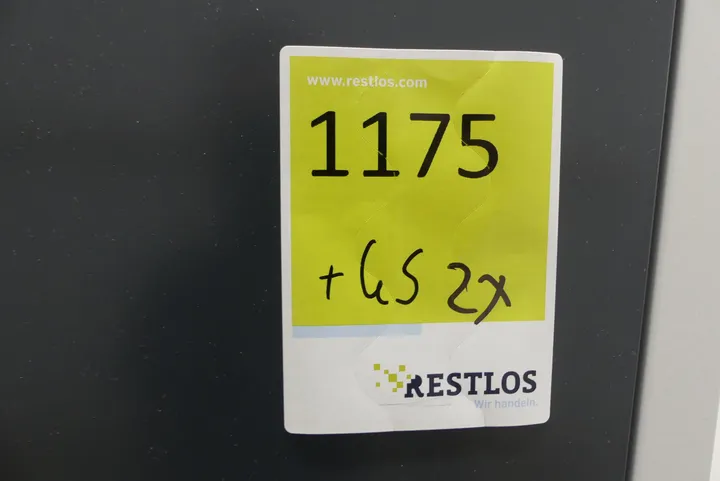 www.restlos.com
1175
+ GS 2x
RESTLOS
Wir handeln.